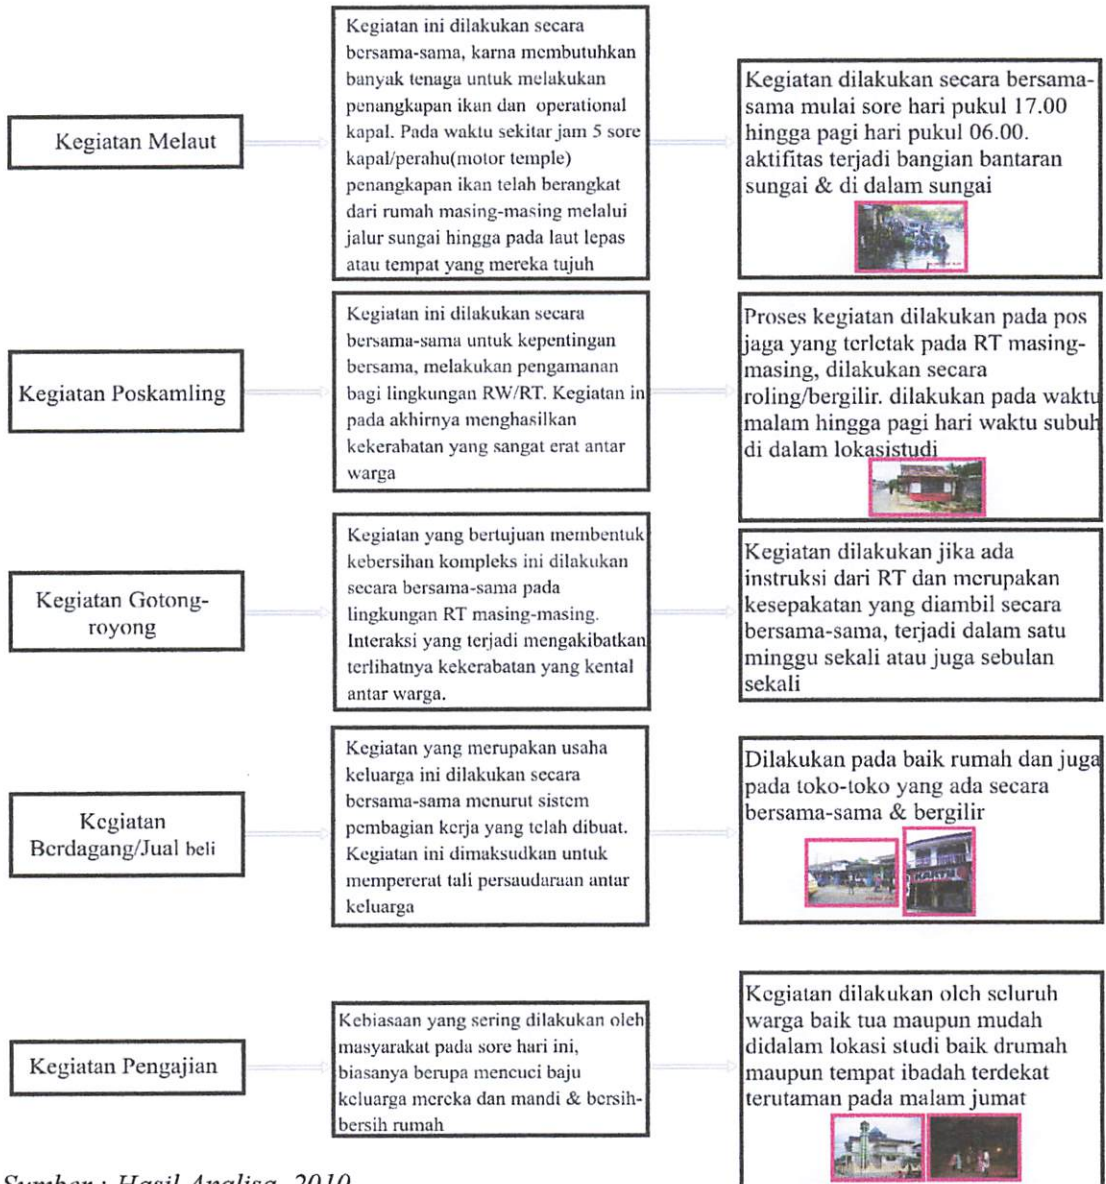 Kegiatan Melaut
Kegiatan ini dilakukan secara
bersama-sama, karna membutuhkan
banyak tenaga untuk melakukan
penangkapan ikan dan operational
kapal. Pada waktu sekitar jam 5 sore
kapal/perahu(motor temple)
penangkapan ikan telah berangkat
dari rumah masing-masing melalui
jalur sungai hingga pada laut lepas
atau tempat yang mereka tujuh
Kegiatan dilakukan secara bersama-
sama mulai sore hari pukul 17.00
hingga pagi hari pukul 06.00.
aktifitas terjadi bangian bantaran
sungai & di dalam sungai
Kegiatan Poskamling
Kegiatan ini dilakukan secara
bersama-sama untuk kepentingan
bersama, melakukan pengamanan
bagi lingkungan RW/RT. Kegiatan in
pada akhirnya menghasilkan
kekerabatan yang sangat erat antar
warga
Proses kegiatan dilakukan pada pos
jaga yang terletak pada RT masing-
masing, dilakukan secara
roling/bergilir. dilakukan pada waktu
malam hingga pagi hari waktu subuh
di dalam lokasistudi
Kegiatan Gotong-
royong
Kegiatan yang bertujuan membentuk
kebersihan kompleks ini dilakukan
secara bersama-sama pada
lingkungan RT masing-masing.
Interaksi yang terjadi mengakibatkan
terlihatnya kekerabatan yang kental
antar warga.
Kegiatan dilakukan jika ada
instruksi dari RT dan merupakan
kesepakatan yang diambil secara
bersama-sama, terjadi dalam satu
minggu sekali atau juga sebulan
sekali
Kegiatan
Berdagang/Jual beli
Kegiatan yang merupakan usaha
keluarga ini dilakukan secara
bersama-sama menurut sistem
pembagian kerja yang telah dibuat.
Kegiatan ini dimaksudkan untuk
mempererat tali persaudaraan antar
keluarga
Dilakukan pada baik rumah dan juga
pada toko-toko yang ada secara
bersama-sama & bergilir
KARTU
Kegiatan Pengajian
Kebiasaan yang sering dilakukan oleh
masyarakat pada sore hari ini,
biasanya berupa mencuci baju
keluarga mereka dan mandi & bersih-
bersih rumah
Kegiatan dilakukan oleh seluruh
warga baik tua maupun mudah
didalam lokasi studi baik drumah
maupun tempat ibadah terdekat
terutaman pada malam jumat
Sumber : Hasil Analisa, 2010